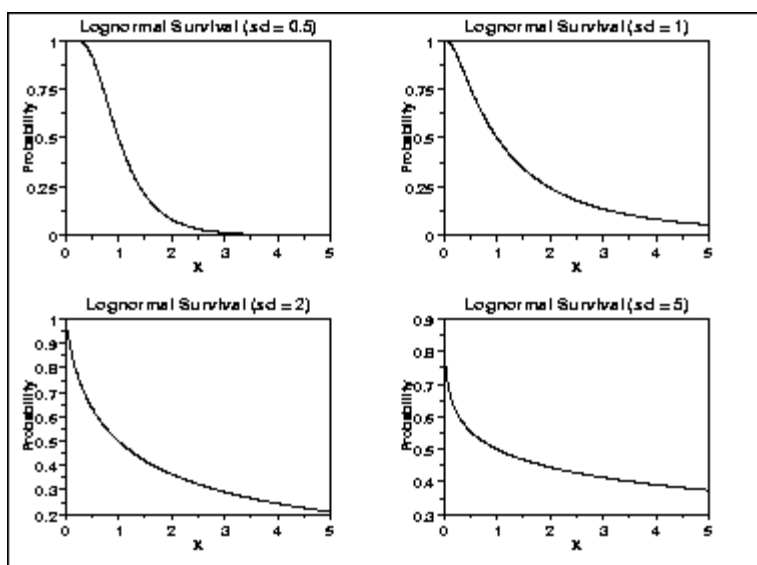 Lognormal Survival (sd = 0.5)
Probability
1
0.75
0.5
0.25
0
0 1 2 3 4 5
X
Lognormal Survival (sd = 1)
Probability
1
0.75
0.5
0.25
0
0 1 2 3 4 5
X
Lognormal Survival (sd = 2)
Probability
1
0.9
0.8
0.7
0.6
0.5
0.4
0.3
0.2
0 1 2 3 4 5
X
Lognormal Survival (sd = 5)
Probability
0.9
0.8
0.7
0.6
0.5
0.4
0.3
0 1 2 3 4 5
X